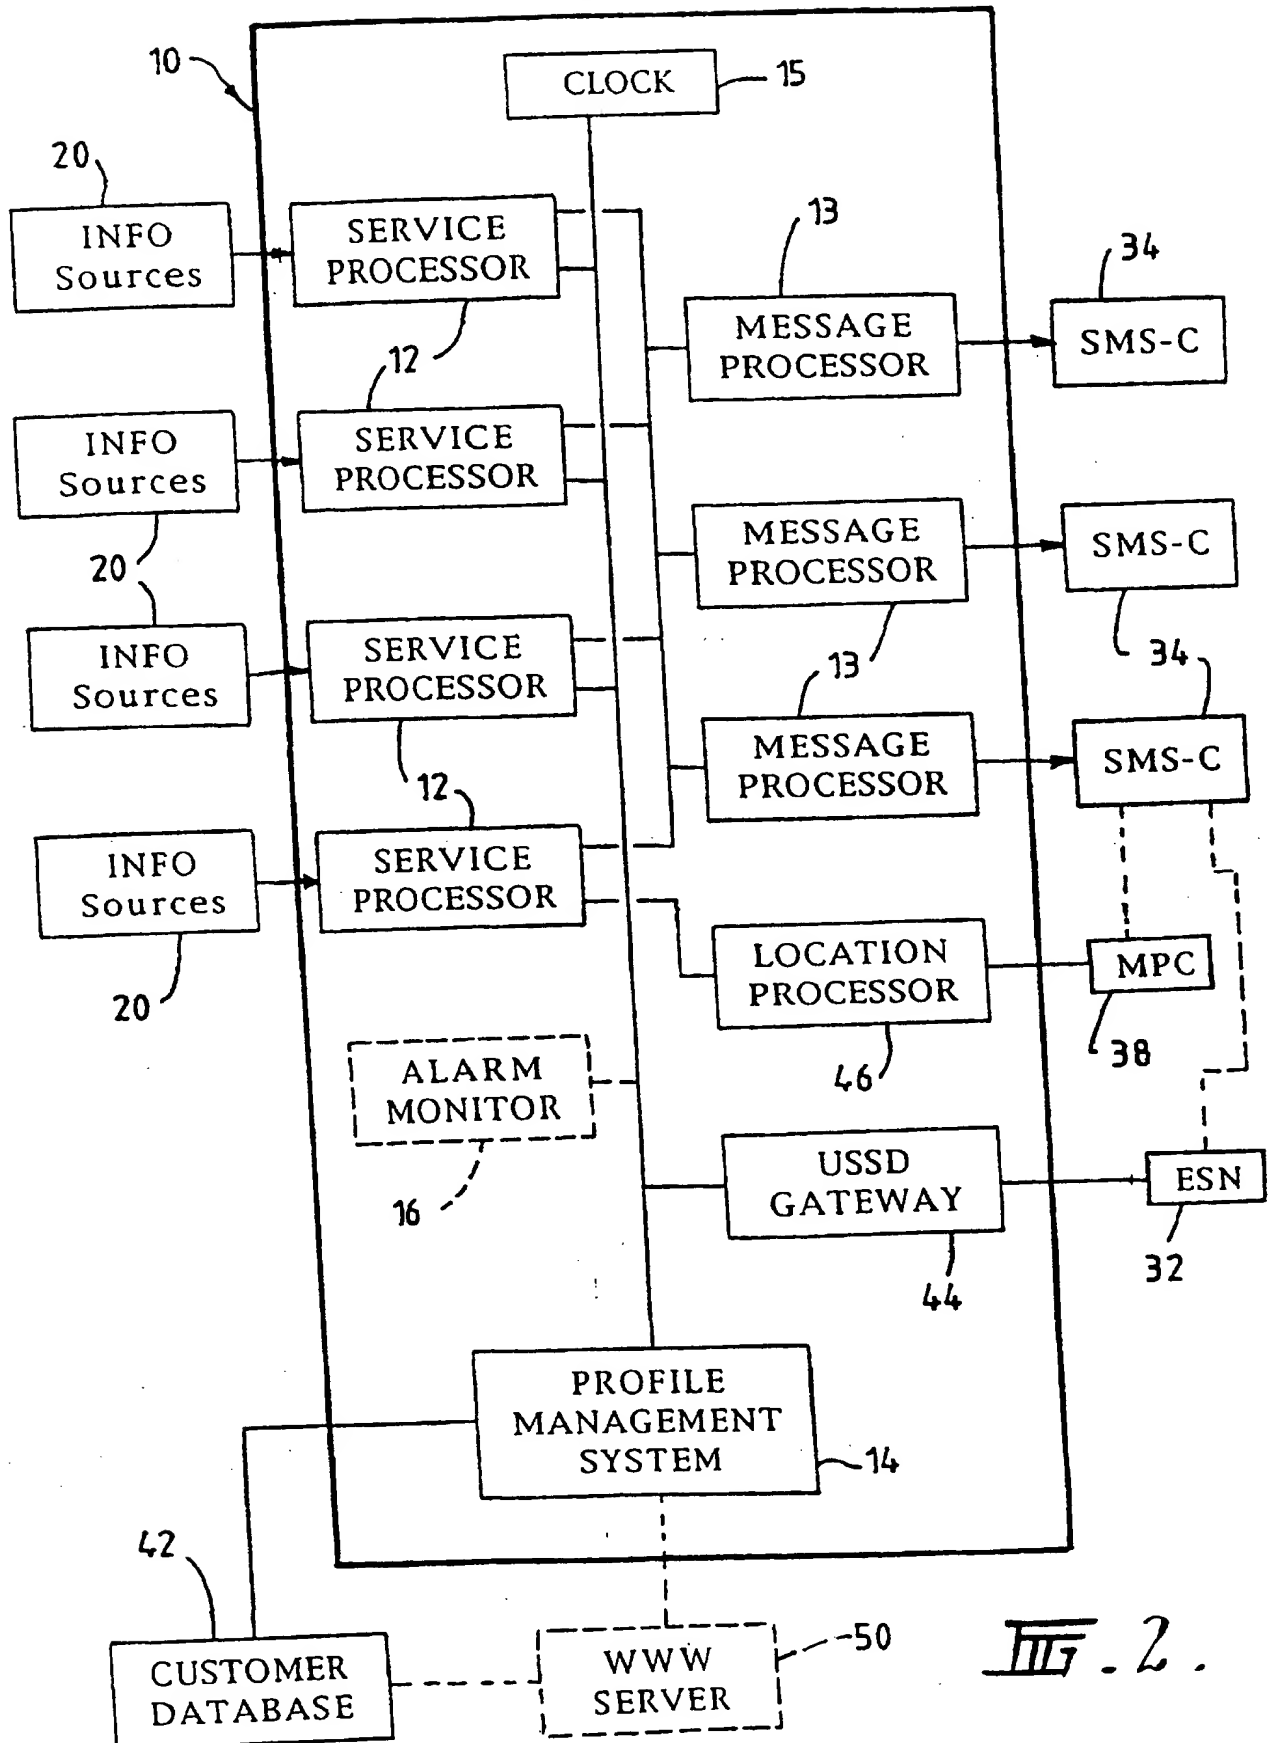 10
CLOCK
15
20
INFO
Sources
SERVICE
PROCESSOR
13
34
MESSAGE
PROCESSOR
SMS-C
12
INFO
Sources
SERVICE
PROCESSOR
MESSAGE
PROCESSOR
SMS-C
20
INFO
Sources
SERVICE
PROCESSOR
13
34
MESSAGE
PROCESSOR
SMS-C
12
INFO
Sources
SERVICE
PROCESSOR
20
LOCATION
PROCESSOR
MPC
38
46
ALARM
MONITOR
16
USSD
GATEWAY
ESN
32
44
PROFILE
MANAGEMENT
SYSTEM
14
42
CUSTOMER
DATABASE
WWW
SERVER
50
FIG. 2.